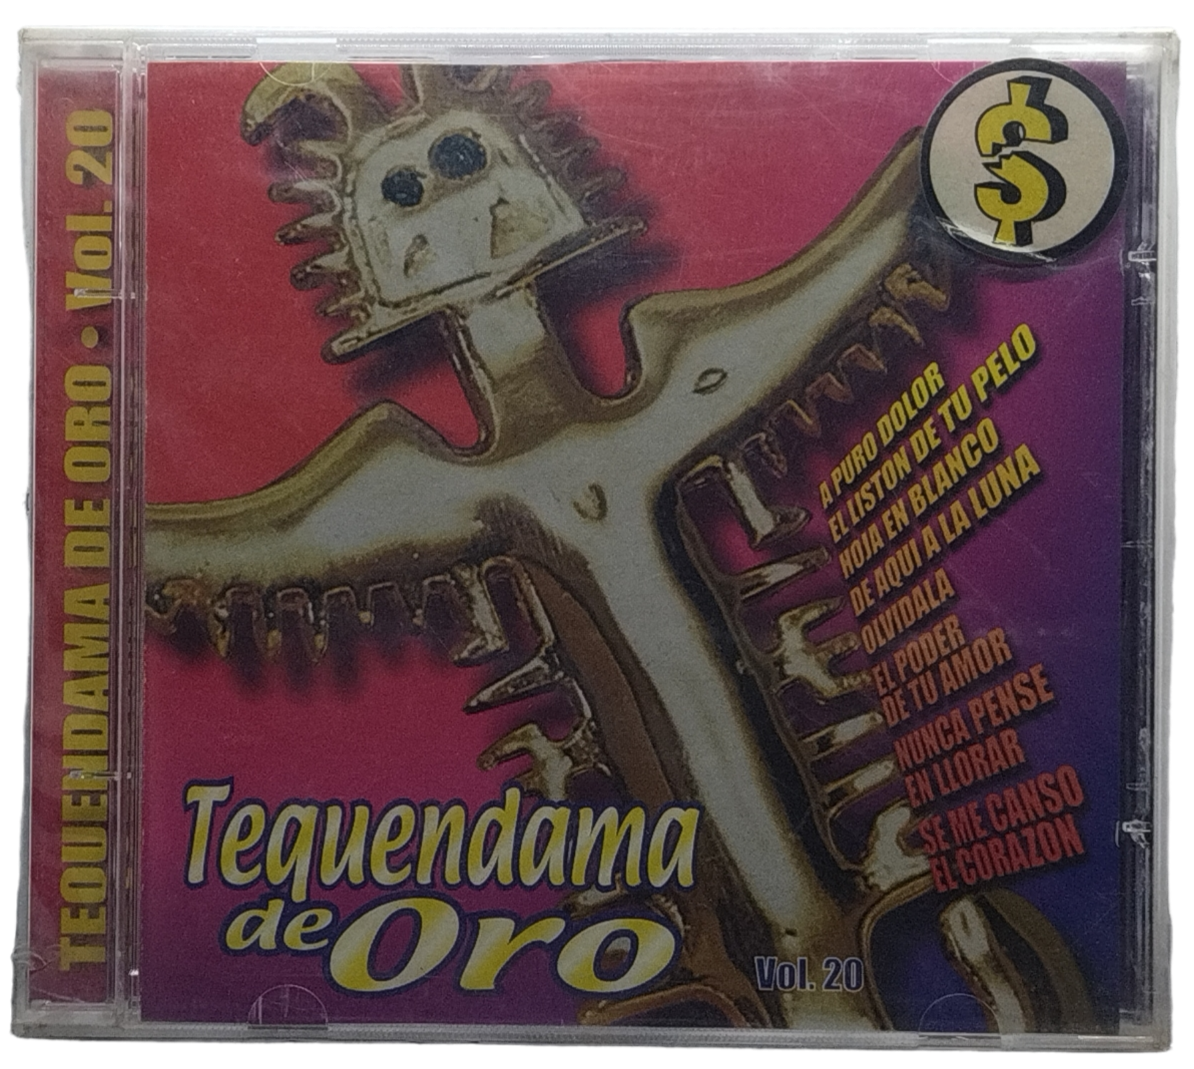 TEQUENDAMA DE ORO • Vol. 20
$
A PURO DOLOR
EL LISTON DE TU PELO
HOJA EN BLANCO
DE AQUI A LA LUNA
OLVIDALA
EL PODER
DE TU AMOR
NUNCA PENSE
EN LLORAR
SE ME CANSO
EL CORAZON
Tequendama
de Oro
Vol. 20